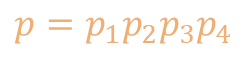 p = p₁p₂p₃p₄